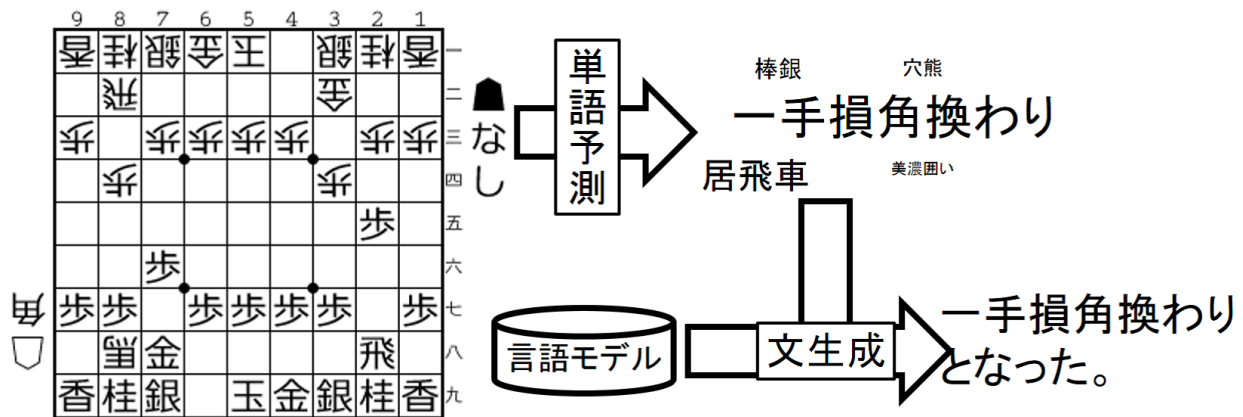 9 8 7 6 5 4 3 2 1
香 桂 銀 金 王 銀 桂 香 一
飛 金 二
歩 歩 歩 歩 歩 歩 歩 三
歩 歩 四
歩 五
歩 六
歩 歩 歩 歩 歩 歩 歩 七
馬 金 飛 八
香 桂 銀 玉 金 銀 桂 香 九
☗なし
☖角
単語予測
棒銀 穴熊
一手損角換わり
居飛車 美濃囲い
言語モデル
文生成
一手損角換わり
となった。